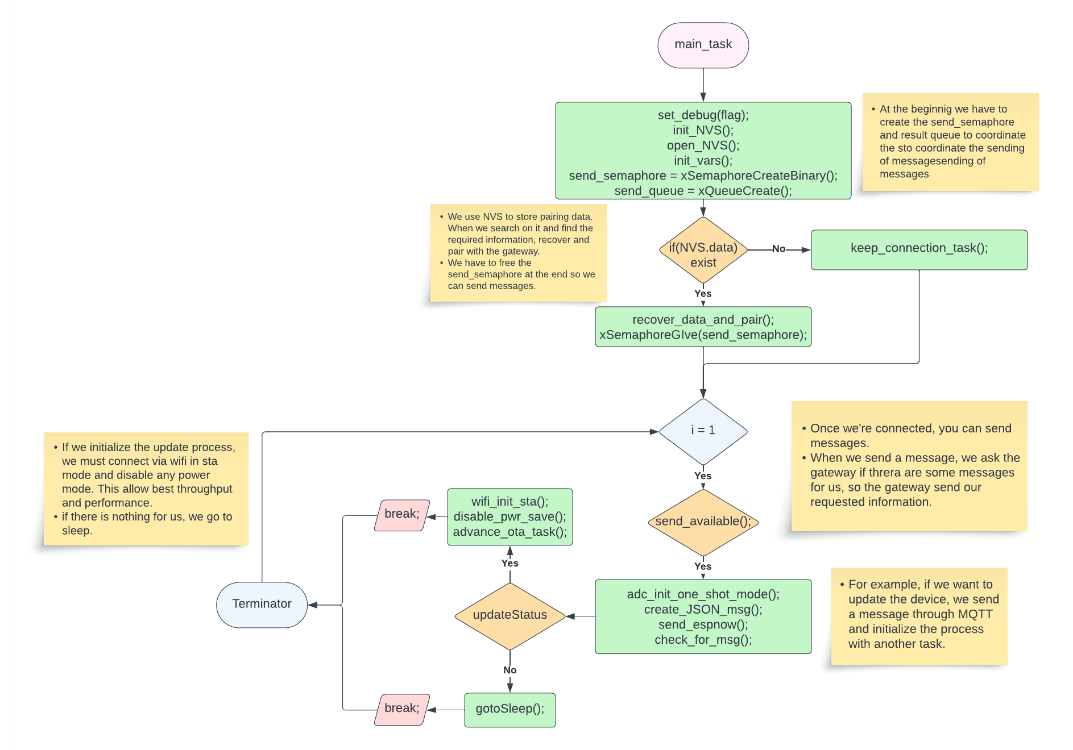 main_task
set_debug(flag);
init_NVS();
open_NVS();
init_vars();
send_semaphore = xSemaphoreCreateBinary();
send_queue = xQueueCreate();
• At the beginnig we have to
create the send_semaphore
and result queue to coordinate
the sto coordinate the sending
of messagesending of
messages
• We use NVS to store pairing data.
When we search on it and find the
required information, recover and
pair with the gateway.
• We have to free the
send_semaphore at the end so we
can send messages.
if(NVS.data)
exist
No
keep_connection_task();
Yes
recover_data_and_pair();
xSemaphoreGIve(send_semaphore);
i = 1
• Once we're connected, you can send
messages.
• When we send a message, we ask the
gateway if threra are some messages
for us, so the gateway send our
requested information.
• If we initialize the update process,
we must connect via wifi in sta
mode and disable any power
mode. This allow best throughput
and performance.
• if there is nothing for us, we go to
sleep.
Yes
send_available();
Yes
wifi_init_sta();
disable_pwr_save();
advance_ota_task();
break;
Yes
adc_init_one_shot_mode();
create_JSON_msg();
send_espnow();
check_for_msg();
• For example, if we want to
update the device, we send
a message through MQTT
and initialize the process
with another task.
updateStatus
Terminator
No
gotoSleep();
break;